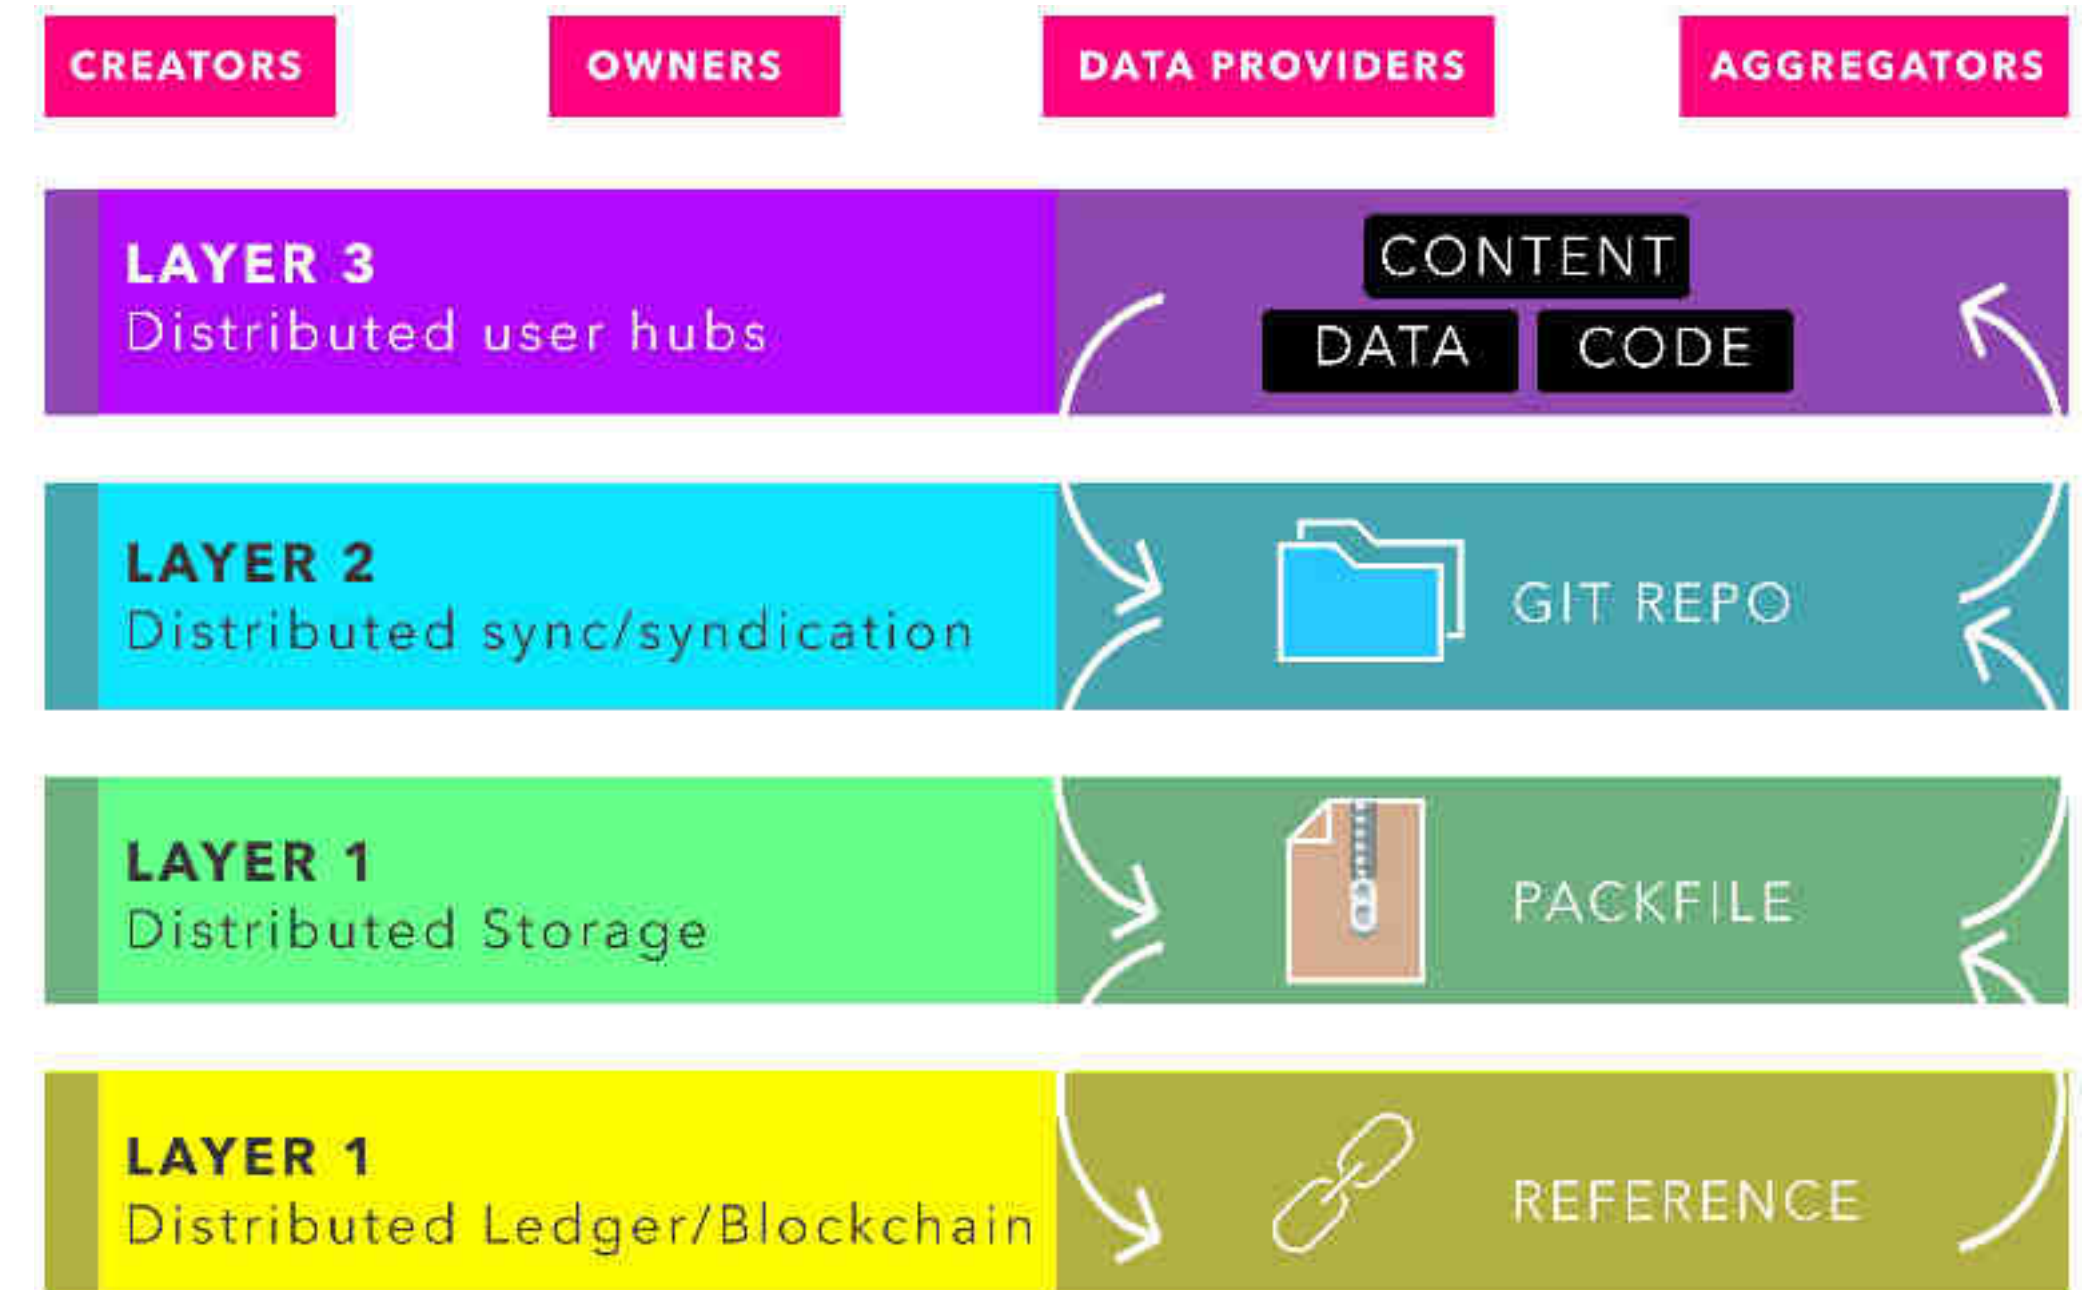 CREATORS
OWNERS
DATA PROVIDERS
AGGREGATORS
LAYER 3
Distributed user hubs
CONTENT
DATA
CODE
LAYER 2
Distributed sync/syndication
GIT REPO
LAYER 1
Distributed Storage
PACKFILE
LAYER 1
Distributed Ledger/Blockchain
REFERENCE